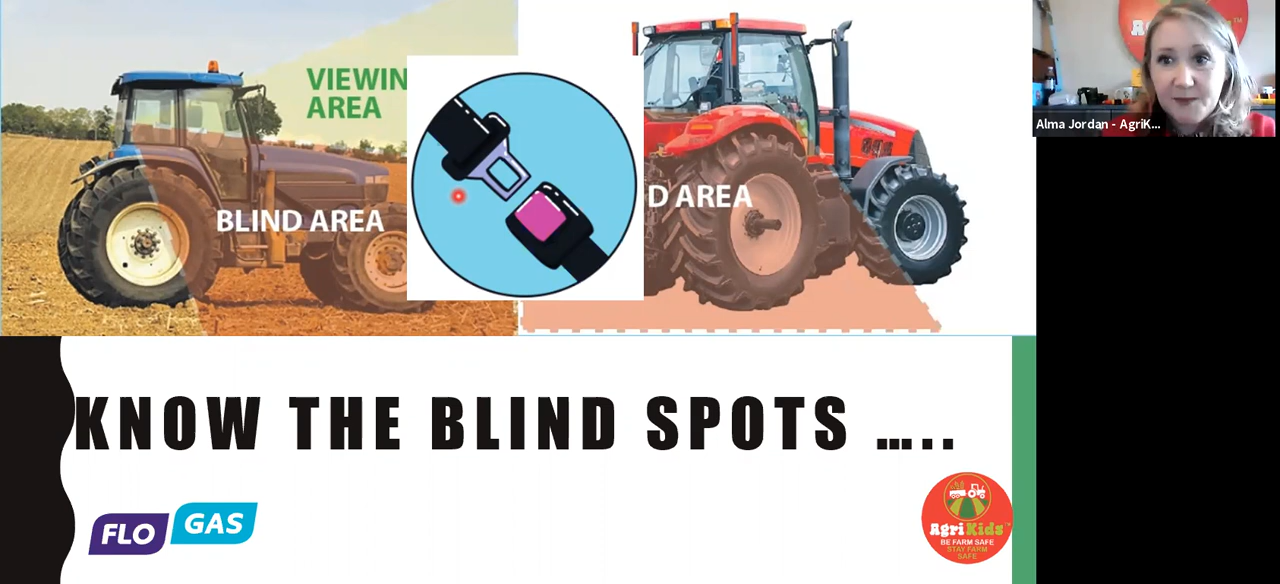 VIEWIN
AREA
BLIND AREA
D AREA
Alma Jordan - AgriK...
KNOW THE BLIND SPOTS .....
FLO GAS
AgriKids™
BE FARM SAFE
STAY FARM
SAFE